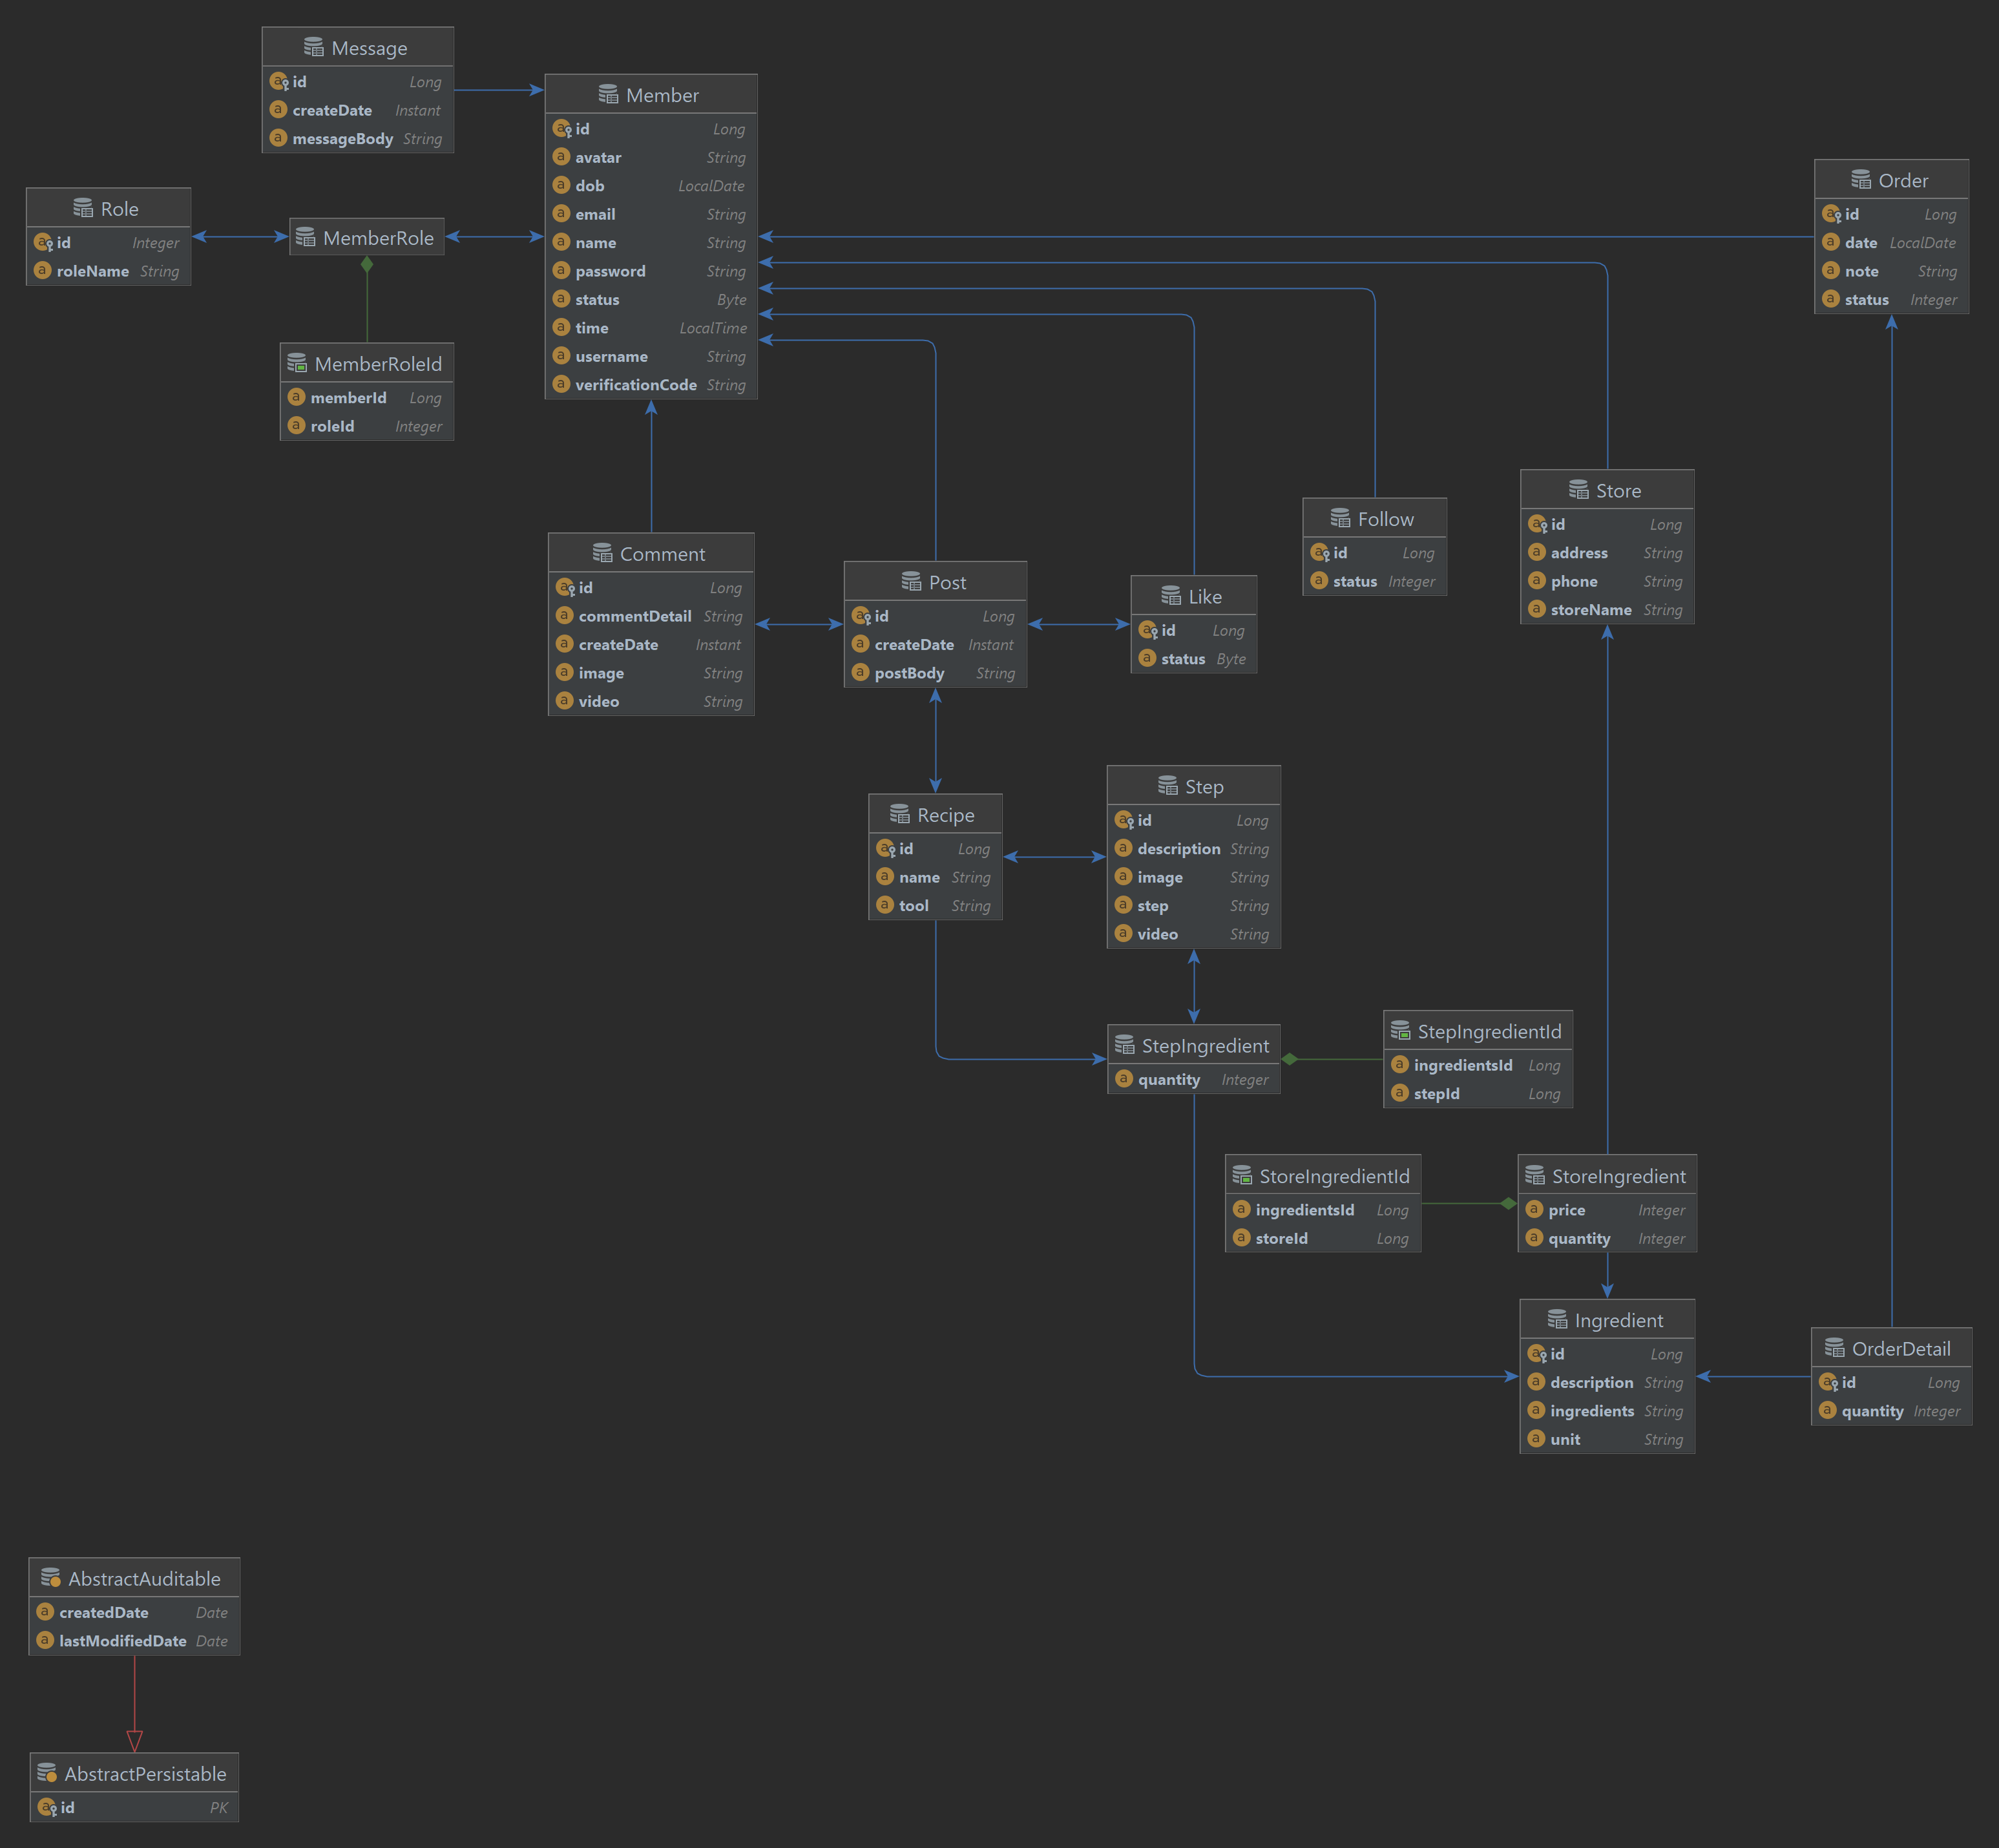 Message
id Long
createDate Instant
messageBody String
Member
id Long
avatar String
dob LocalDate
email String
name String
password String
status Byte
time LocalTime
username String
verificationCode String
Order
id Long
date LocalDate
note String
status Integer
Role
id Integer
roleName String
MemberRole
MemberRoleId
memberId Long
roleId Integer
Store
id Long
address String
phone String
storeName String
Follow
id Long
status Integer
Comment
id Long
commentDetail String
createDate Instant
image String
video String
Post
id Long
createDate Instant
postBody String
Like
id Long
status Byte
Step
id Long
description String
image String
step String
video String
Recipe
id Long
name String
tool String
StepIngredient
quantity Integer
StepIngredientId
ingredientsId Long
stepId Long
StoreIngredientId
ingredientsId Long
storeId Long
StoreIngredient
price Integer
quantity Integer
Ingredient
id Long
description String
ingredients String
unit String
OrderDetail
id Long
quantity Integer
AbstractAuditable
createdDate Date
lastModifiedDate Date
AbstractPersistable
id PK